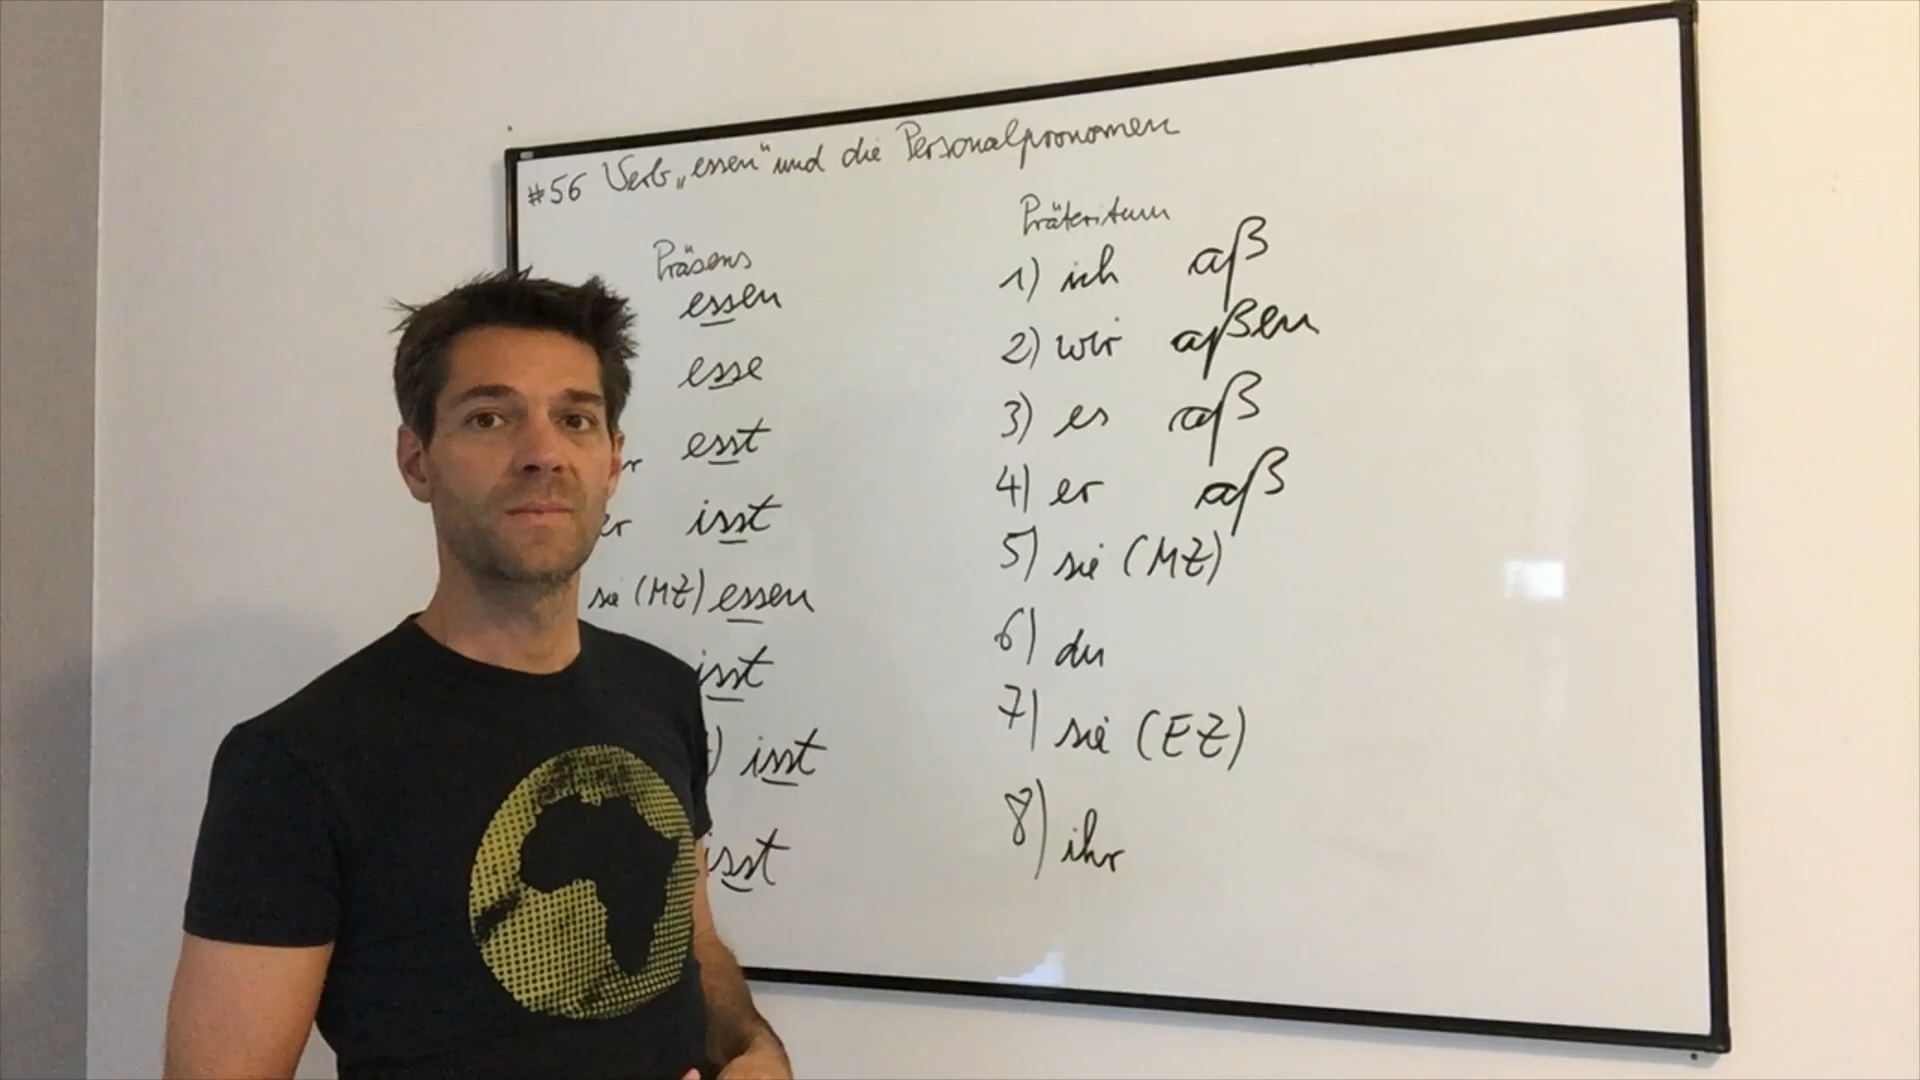 #56 Verb „essen“ und die Personalpronomen
Präsens
essen
esse
esst
er isst
sie (MZ) essen
isst
) isst
isst
Präteritum
1) ich aß
2) wir aßen
3) es aß
4) er aß
5) sie (MZ)
6) du
7) sie (EZ)
8) ihr